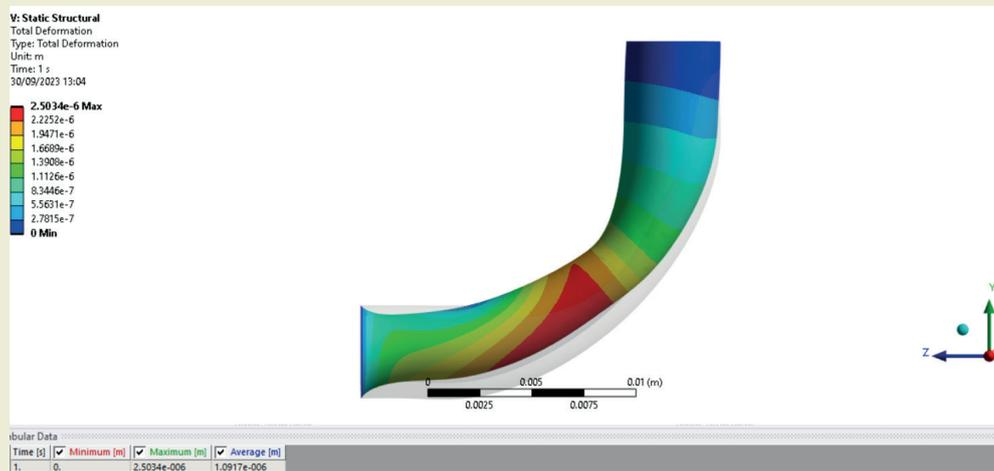 V: Static Structural
Total Deformation
Type: Total Deformation
Unit: m
Time: 1 s
30/09/2023 13:04
2.5034e-6 Max
2.2252e-6
1.9471e-6
1.6689e-6
1.3908e-6
1.1126e-6
8.3446e-7
5.5631e-7
2.7815e-7
0 Min
Y
Z
0 0.005 0.01 (m)
0.0025 0.0075
bular Data
Time [s] Minimum [m] Maximum [m] Average [m]
1. 0. 2.5034e-006 1.0917e-006